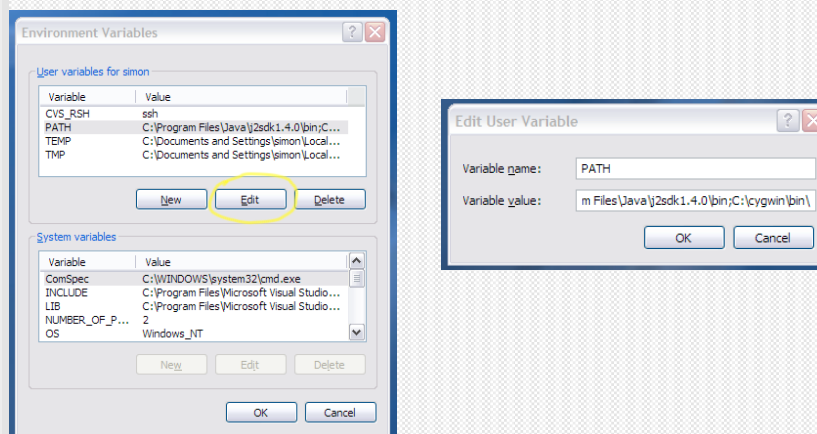 Environment Variables
User variables for simon
Variable Value
CVS_RSH ssh
PATH C:\Program Files\Java\j2sdk1.4.0\bin;C...
TEMP C:\Documents and Settings\simon\Local...
TMP C:\Documents and Settings\simon\Local...
New Edit Delete
System variables
Variable Value
ComSpec C:\WINDOWS\system32\cmd.exe
INCLUDE C:\Program Files\Microsoft Visual Studio...
LIB C:\Program Files\Microsoft Visual Studio...
NUMBER_OF_P... 2
OS Windows_NT
New Edit Delete
OK Cancel
Edit User Variable
Variable name: PATH
Variable value: m Files\Java\j2sdk1.4.0\bin;C:\cygwin\bin\
OK Cancel